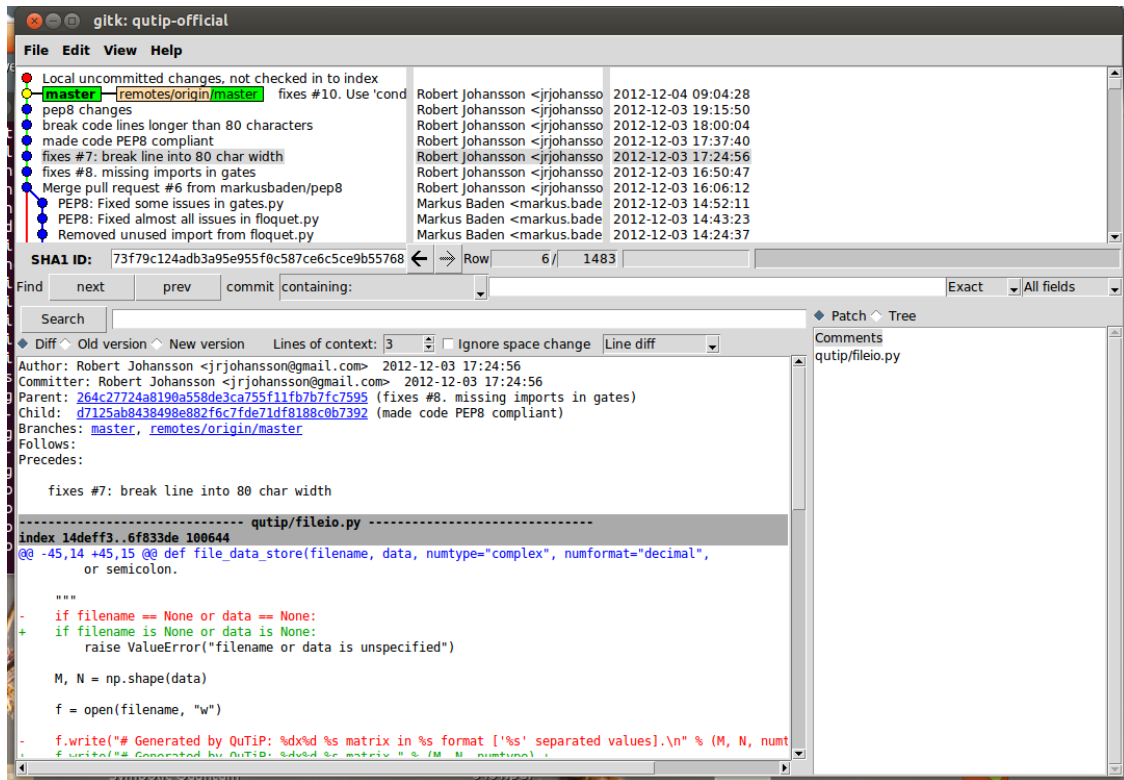 gitk: qutip-official
File Edit View Help
Local uncommitted changes, not checked in to index
master remotes/origin/master fixes #10. Use 'cond Robert Johansson <jrjohansso 2012-12-04 09:04:28
pep8 changes Robert Johansson <jrjohansso 2012-12-03 19:15:50
break code lines longer than 80 characters Robert Johansson <jrjohansso 2012-12-03 18:00:04
made code PEP8 compliant Robert Johansson <jrjohansso 2012-12-03 17:37:40
fixes #7: break line into 80 char width Robert Johansson <jrjohansso 2012-12-03 17:24:56
fixes #8. missing imports in gates Robert Johansson <jrjohansso 2012-12-03 16:50:47
Merge pull request #6 from markusbaden/pep8 Robert Johansson <jrjohansso 2012-12-03 16:06:12
PEP8: Fixed some issues in gates.py Markus Baden <markus.bade 2012-12-03 14:52:11
PEP8: Fixed almost all issues in floquet.py Markus Baden <markus.bade 2012-12-03 14:43:23
Removed unused import from floquet.py Markus Baden <markus.bade 2012-12-03 14:24:37
SHA1 ID: 73f79c124adb3a95e955f0c587ce6c5ce9b55768 Row 6/ 1483
Find next prev commit containing: Exact All fields
Search
Patch Tree
Diff Old version New version Lines of context: 3 Ignore space change Line diff
Comments
qutip/fileio.py
Author: Robert Johansson <jrjohansson@gmail.com> 2012-12-03 17:24:56
Committer: Robert Johansson <jrjohansson@gmail.com> 2012-12-03 17:24:56
Parent: 264c27724a8190a558de3ca755f11fb7b7fc7595 (fixes #8. missing imports in gates)
Child: d7125ab8438498e882f6c7fde71df8188c0b7392 (made code PEP8 compliant)
Branches: master, remotes/origin/master
Follows:
Precedes:
fixes #7: break line into 80 char width
------------------------------- qutip/fileio.py -------------------------------
index 14deff3..6f833de 100644
@@ -45,14 +45,15 @@ def file_data_store(filename, data, numtype="complex", numformat="decimal",
or semicolon.
"""
- if filename == None or data == None:
+ if filename is None or data is None:
raise ValueError("filename or data is unspecified")
M, N = np.shape(data)
f = open(filename, "w")
- f.write("# Generated by QuTiP: %dx%d %s matrix in %s format ['%s' separated values].\n" % (M, N, numt
+ f.write("# Generated by QuTiP: %dx%d %s matrix " % (M, N, numtype) +